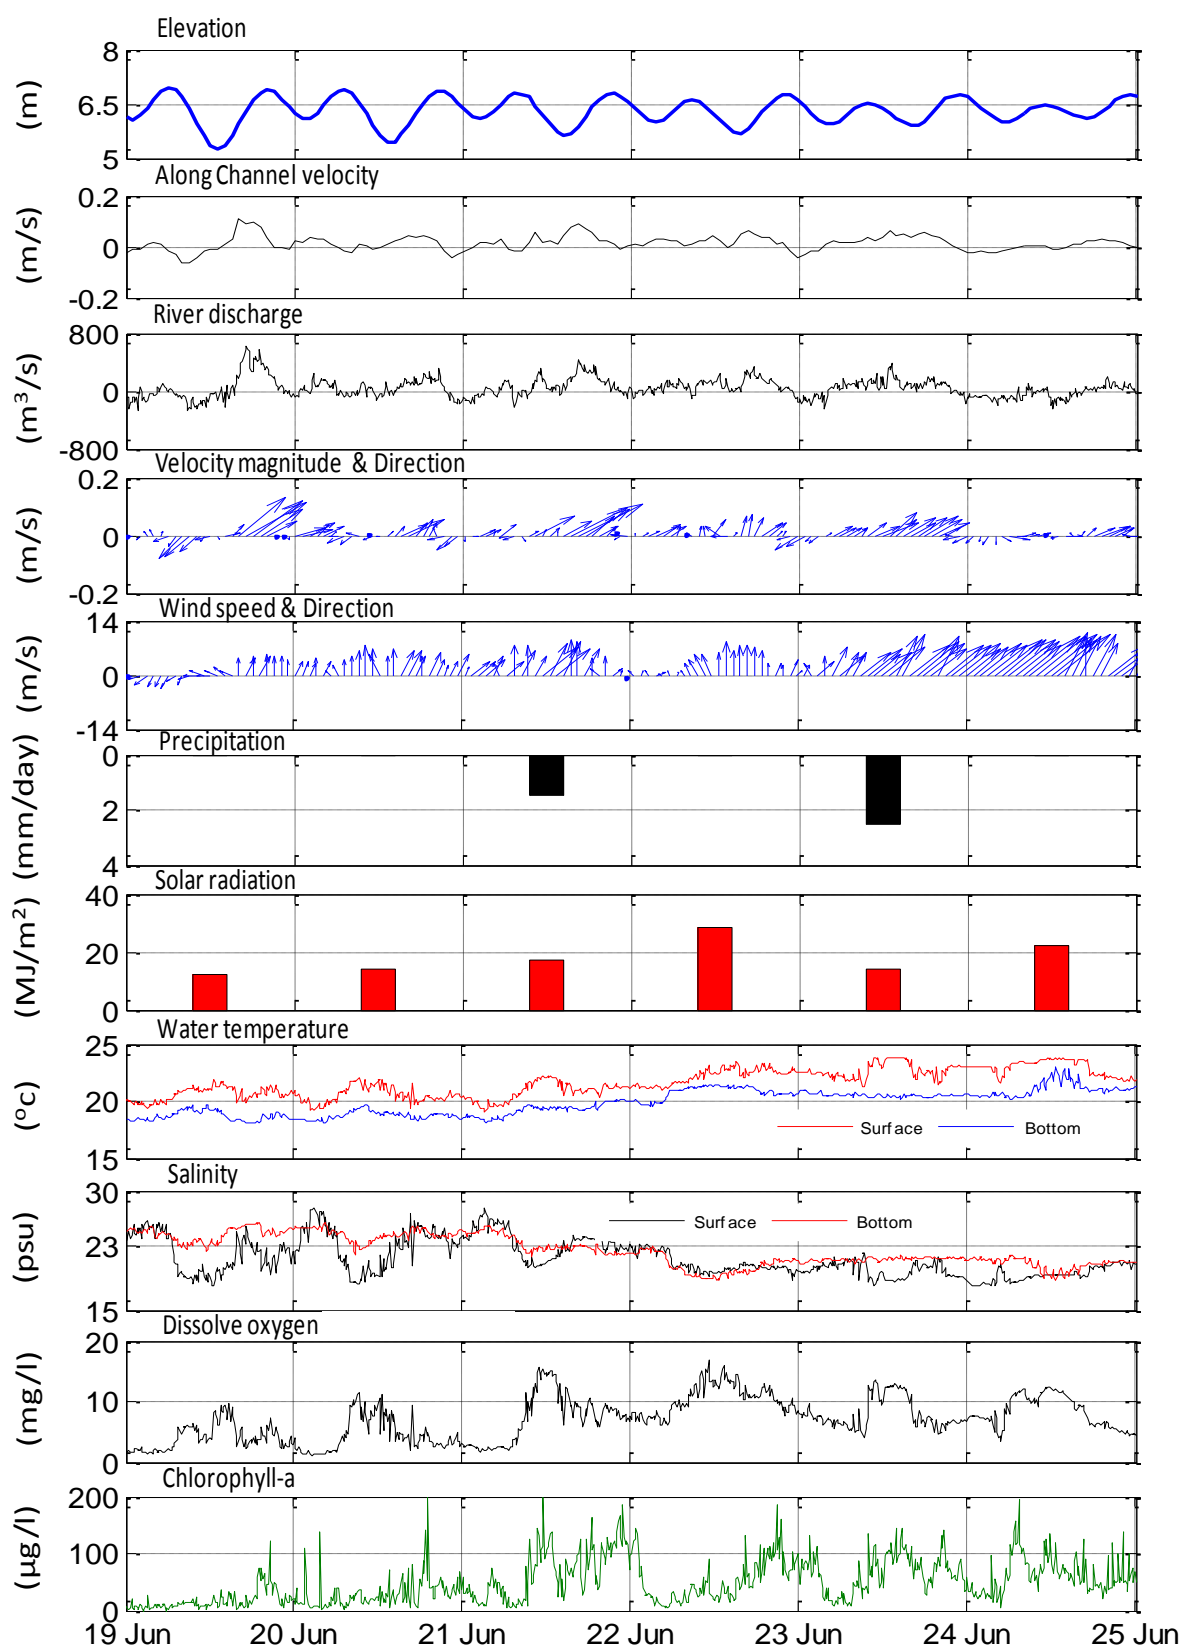 Elevation
8
6.5
5
(m)
Along Channel velocity
0.2
0
-0.2
(m/s)
River discharge
800
0
-800
(m³/s)
Velocity magnitude & Direction
0.2
0
-0.2
(m/s)
Wind speed & Direction
14
0
-14
(m/s)
Precipitation
0
2
4
(mm/day)
Solar radiation
40
20
0
(MJ/m²)
Water temperature
25
20
15
(°c)
Surface Bottom
Salinity
30
23
15
(psu)
Surface Bottom
Dissolve oxygen
20
10
0
(mg/l)
Chlorophyll-a
200
100
0
(µg/l)
19 Jun 20 Jun 21 Jun 22 Jun 23 Jun 24 Jun 25 Jun